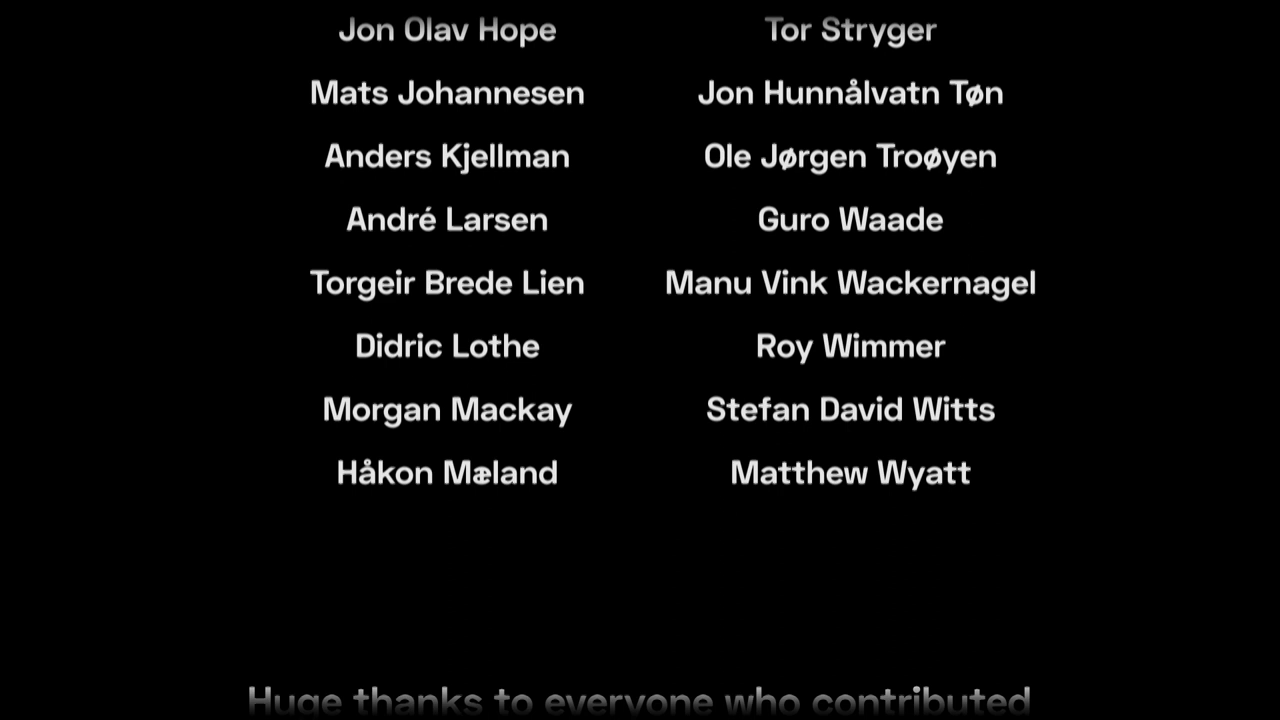 Jon Olav Hope
Mats Johannesen
Anders Kjellman
André Larsen
Torgeir Brede Lien
Didric Lothe
Morgan Mackay
Håkon Mæland
Tor Stryger
Jon Hunnålvatn Tøn
Ole Jørgen Troøyen
Guro Waade
Manu Vink Wackernagel
Roy Wimmer
Stefan David Witts
Matthew Wyatt
Huge thanks to everyone who contributed